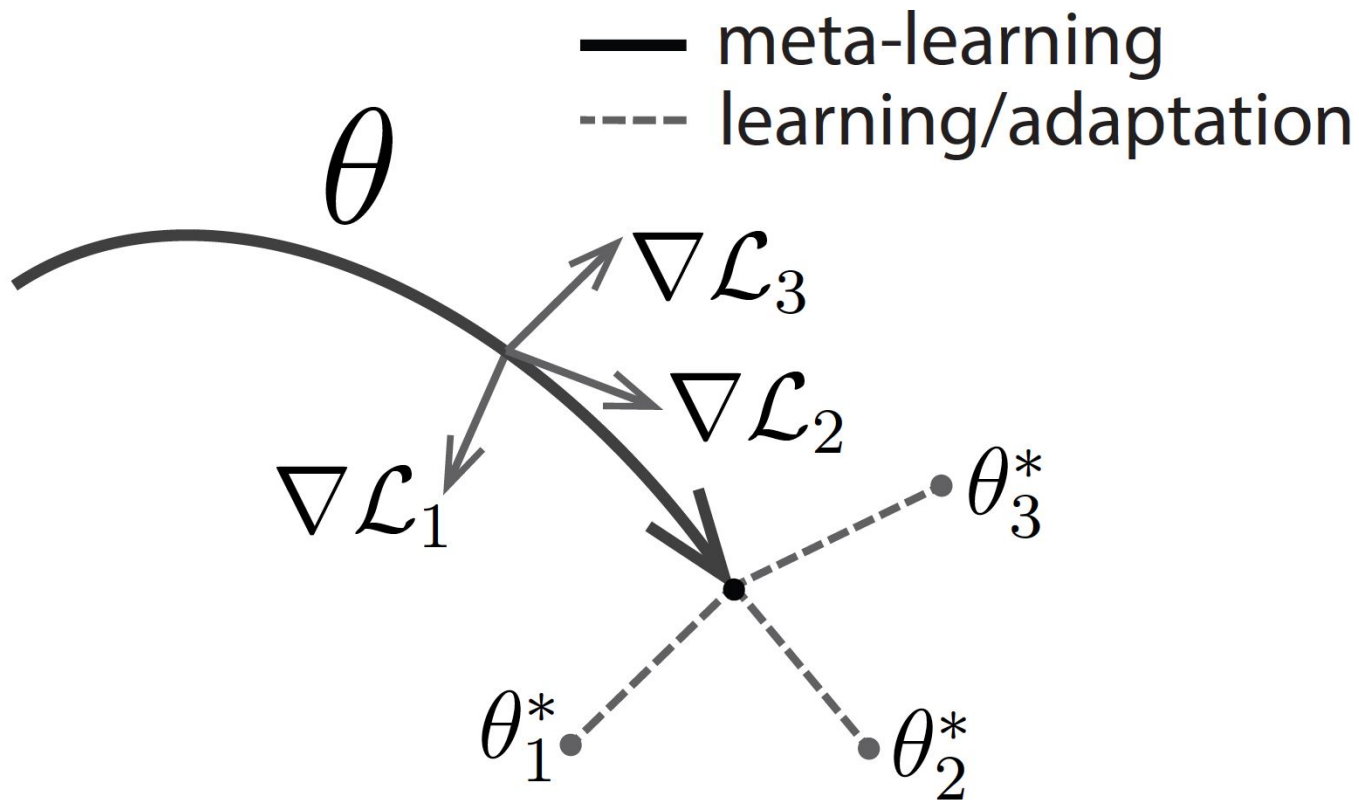 meta-learning
learning/adaptation
θ
∇ℒ₃
∇ℒ₂
∇ℒ₁
θ₃*
θ₁*
θ₂*